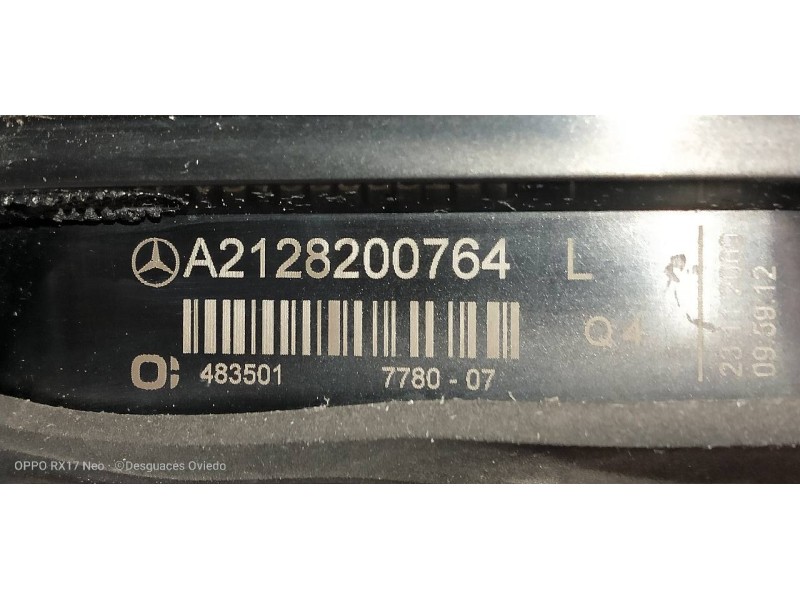 A2128200764 L
Q4
483501 7780-07
09.59.12
OPPO RX17 Neo · ©Desguaces Oviedo